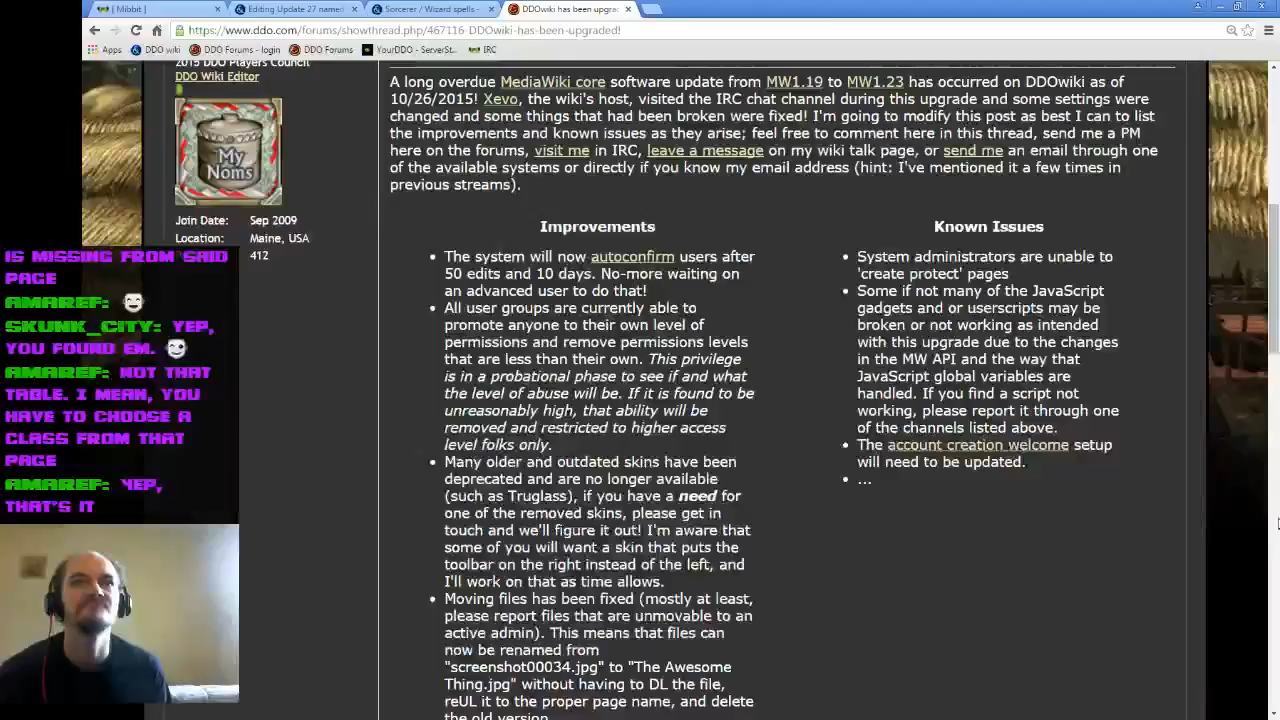 [ Mibbit ]
Editing Update 27 named
Sorcerer / Wizard spells -
DDOwiki has been upgrad
https://www.ddo.com/forums/showthread.php/467116-DDOwiki-has-been-upgraded!
Apps
DDO wiki
DDO Forums - login
DDO Forums
YourDDO - ServerSt...
IRC
2015 DDO Players Council
DDO Wiki Editor
My
Noms
Join Date: Sep 2009
Location: Maine, USA
412
A long overdue MediaWiki core software update from MW1.19 to MW1.23 has occurred on DDOwiki as of
10/26/2015! Xevo, the wiki's host, visited the IRC chat channel during this upgrade and some settings were
changed and some things that had been broken were fixed! I'm going to modify this post as best I can to list
the improvements and known issues as they arise; feel free to comment here in this thread, send me a PM
here on the forums, visit me in IRC, leave a message on my wiki talk page, or send me an email through one
of the available systems or directly if you know my email address (hint: I've mentioned it a few times in
previous streams).
Improvements
• The system will now autoconfirm users after
50 edits and 10 days. No-more waiting on
an advanced user to do that!
• All user groups are currently able to
promote anyone to their own level of
permissions and remove permissions levels
that are less than their own. This privilege
is in a probational phase to see if and what
the level of abuse will be. If it is found to be
unreasonably high, that ability will be
removed and restricted to higher access
level folks only.
• Many older and outdated skins have been
deprecated and are no longer available
(such as Truglass), if you have a need for
one of the removed skins, please get in
touch and we'll figure it out! I'm aware that
some of you will want a skin that puts the
toolbar on the right instead of the left, and
I'll work on that as time allows.
• Moving files has been fixed (mostly at least,
please report files that are unmovable to an
active admin). This means that files can
now be renamed from
"screenshot00034.jpg" to "The Awesome
Thing.jpg" without having to DL the file,
reUL it to the proper page name, and delete
the old version.
Known Issues
• System administrators are unable to
'create protect' pages
• Some if not many of the JavaScript
gadgets and or userscripts may be
broken or not working as intended
with this upgrade due to the changes
in the MW API and the way that
JavaScript global variables are
handled. If you find a script not
working, please report it through one
of the channels listed above.
• The account creation welcome setup
will need to be updated.
• ...
IS MISSING FROM SAID
PAGE
AMAREF:
SKUNK_CITY: YEP,
YOU FOUND EM.
AMAREF: NOT THAT
TABLE. I MEAN, YOU
HAVE TO CHOOSE A
CLASS FROM THAT
PAGE
AMAREF: YEP,
THAT'S IT